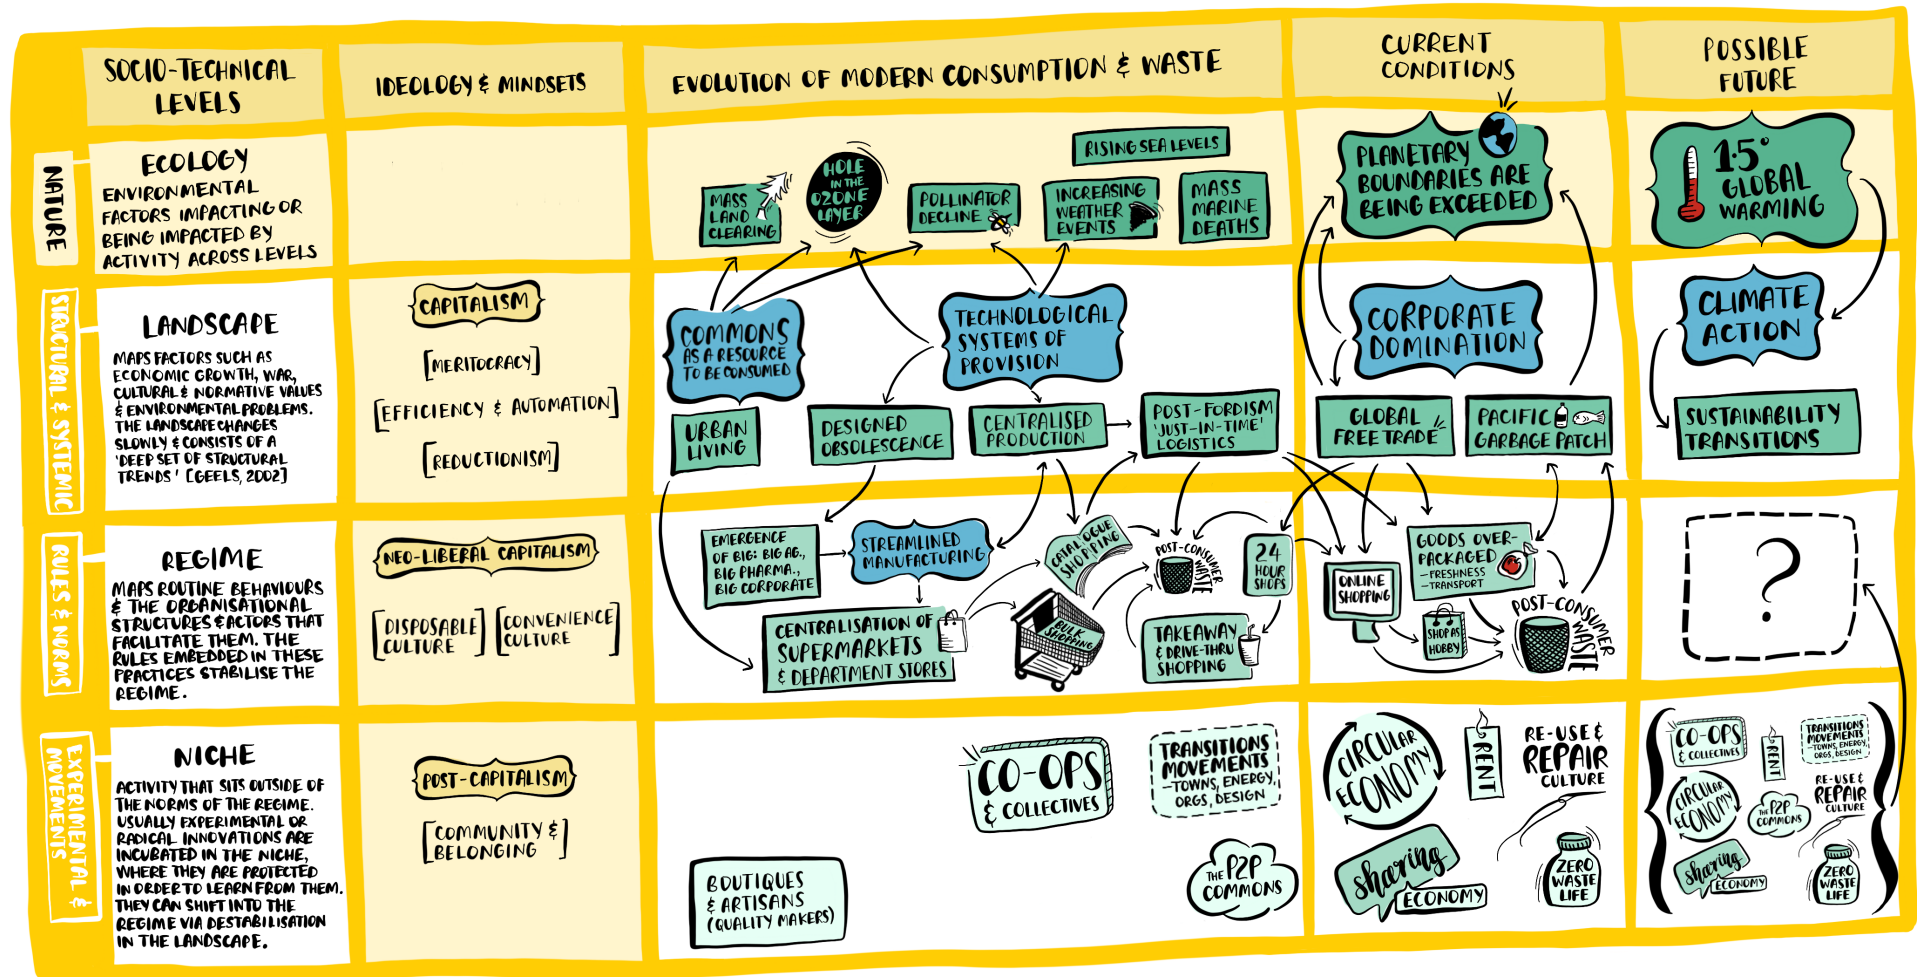 SOCIO-TECHNICAL
LEVELS
IDEOLOGY & MINDSETS
EVOLUTION OF MODERN CONSUMPTION & WASTE
CURRENT
CONDITIONS
POSSIBLE
FUTURE
NATURE
ECOLOGY
ENVIRONMENTAL
FACTORS IMPACTING OR
BEING IMPACTED BY
ACTIVITY ACROSS LEVELS
MASS
LAND
CLEARING
HOLE
IN THE
OZONE
LAYER
POLLINATOR
DECLINE
RISING SEA LEVELS
INCREASING
WEATHER
EVENTS
MASS
MARINE
DEATHS
PLANETARY
BOUNDARIES ARE
BEING EXCEEDED
1.5°
GLOBAL
WARMING
STRUCTURAL & SYSTEMIC
LANDSCAPE
MAPS FACTORS SUCH AS
ECONOMIC GROWTH, WAR,
CULTURAL & NORMATIVE VALUES
& ENVIRONMENTAL PROBLEMS.
THE LANDSCAPE CHANGES
SLOWLY & CONSISTS OF A
'DEEP SET OF STRUCTURAL
TRENDS' [GEELS, 2002]
{CAPITALISM}
[MERITOCRACY]
[EFFICIENCY & AUTOMATION]
[REDUCTIONISM]
COMMONS
AS A RESOURCE
TO BE CONSUMED
TECHNOLOGICAL
SYSTEMS OF
PROVISION
URBAN
LIVING
DESIGNED
OBSOLESCENCE
CENTRALISED
PRODUCTION
POST-FORDISM
'JUST-IN-TIME'
LOGISTICS
CORPORATE
DOMINATION
GLOBAL
FREE TRADE
PACIFIC
GARBAGE PATCH
CLIMATE
ACTION
SUSTAINABILITY
TRANSITIONS
RULES & NORMS
REGIME
MAPS ROUTINE BEHAVIOURS
& THE ORGANISATIONAL
STRUCTURES & ACTORS THAT
FACILITATE THEM. THE
RULES EMBEDDED IN THESE
PRACTICES STABILISE THE
REGIME.
{NEO-LIBERAL CAPITALISM}
[DISPOSABLE
CULTURE]
[CONVENIENCE
CULTURE]
EMERGENCE
OF BIG: BIG AG.,
BIG PHARMA.,
BIG CORPORATE
STREAMLINED
MANUFACTURING
CATALOGUE
SHOPPING
POST-CONSUMER
WASTE
24
HOUR
SHOPS
CENTRALISATION OF
SUPERMARKETS
& DEPARTMENT STORES
BULK
SHOPPING
TAKEAWAY
& DRIVE-THRU
SHOPPING
ONLINE
SHOPPING
GOODS OVER-
PACKAGED
-FRESHNESS
-TRANSPORT
SHOP AS
HOBBY
POST-CONSUMER
WASTE
?
EXPERIMENTAL &
MOVEMENTS
NICHE
ACTIVITY THAT SITS OUTSIDE OF
THE NORMS OF THE REGIME.
USUALLY EXPERIMENTAL OR
RADICAL INNOVATIONS ARE
INCUBATED IN THE NICHE,
WHERE THEY ARE PROTECTED
IN ORDER TO LEARN FROM THEM.
THEY CAN SHIFT INTO THE
REGIME VIA DESTABILISATION
IN THE LANDSCAPE.
{POST-CAPITALISM}
[COMMUNITY &
BELONGING]
BOUTIQUES
& ARTISANS
(QUALITY MAKERS)
CO-OPS
& COLLECTIVES
TRANSITIONS
MOVEMENTS
-TOWNS, ENERGY,
ORGS, DESIGN
THE P2P
COMMONS
CIRCULAR
ECONOMY
RENT
RE-USE &
REPAIR
CULTURE
sharing
ECONOMY
ZERO
WASTE
LIFE
CO-OPS
& COLLECTIVES
RENT
TRANSITIONS
MOVEMENTS
-TOWNS, ENERGY,
ORGS, DESIGN
CIRCULAR
ECONOMY
THE P2P
COMMONS
RE-USE &
REPAIR
CULTURE
sharing
ECONOMY
ZERO
WASTE
LIFE